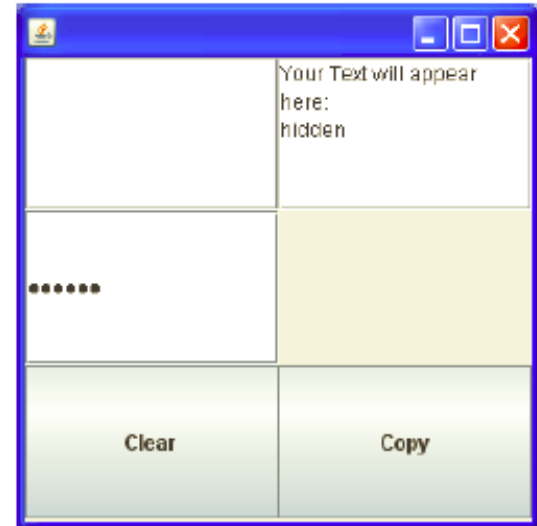 Your Text will appear
here:
hidden
••••••
Clear
Copy